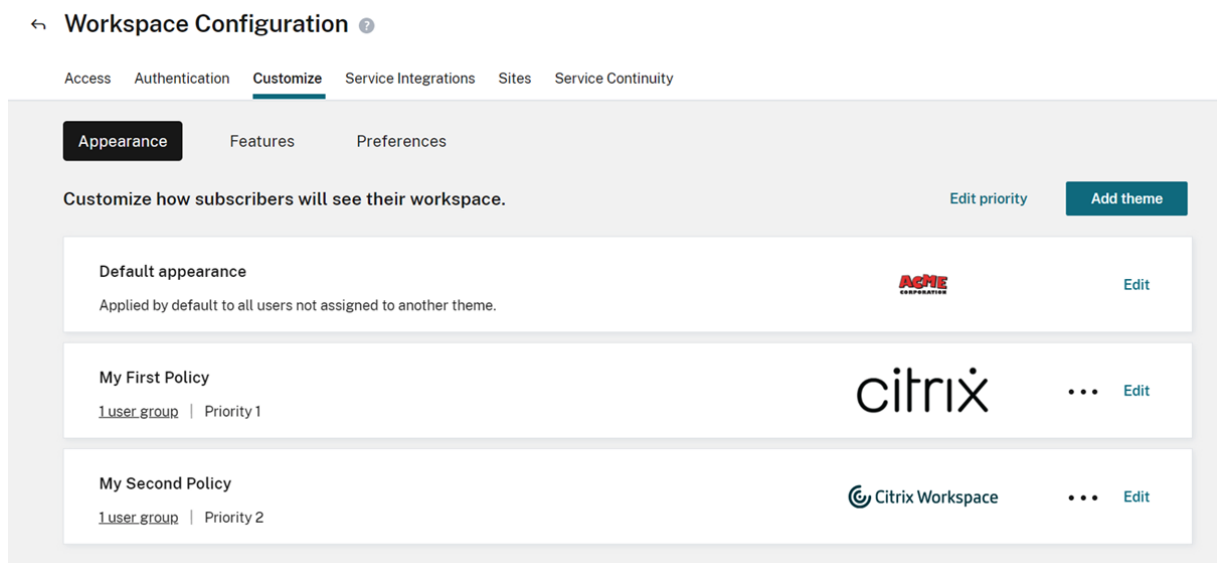 Workspace Configuration ?
Access Authentication Customize Service Integrations Sites Service Continuity
Appearance Features Preferences
Customize how subscribers will see their workspace. Edit priority Add theme
Default appearance
Applied by default to all users not assigned to another theme.
ACME
CORPORATION
Edit
My First Policy
1 user group | Priority 1
citrix
... Edit
My Second Policy
1 user group | Priority 2
Citrix Workspace
... Edit